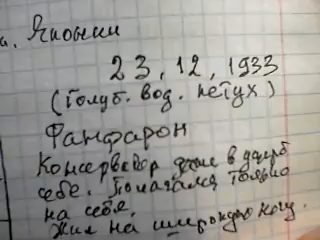 и. Японии
23.12.1933
(Голуб. вод. петух)
Фанфарон
Консерватор даже в ущерб
себе. Полагался только
на себя.
Жил на широкую ногу.